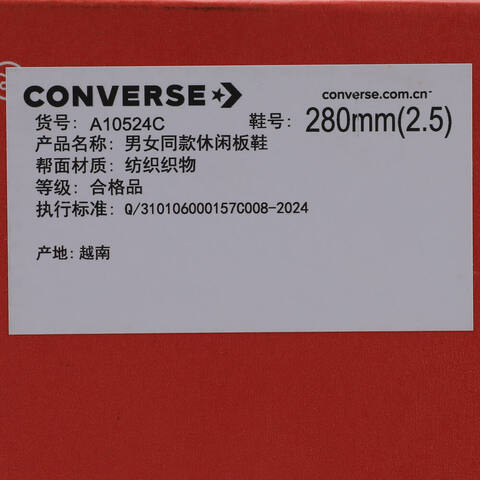 CONVERSE
converse.com.cn
货号: A10524C
鞋号: 280mm(2.5)
产品名称: 男女同款休闲板鞋
帮面材质: 纺织织物
等级: 合格品
执行标准: Q/310106000157C008-2024
产地: 越南